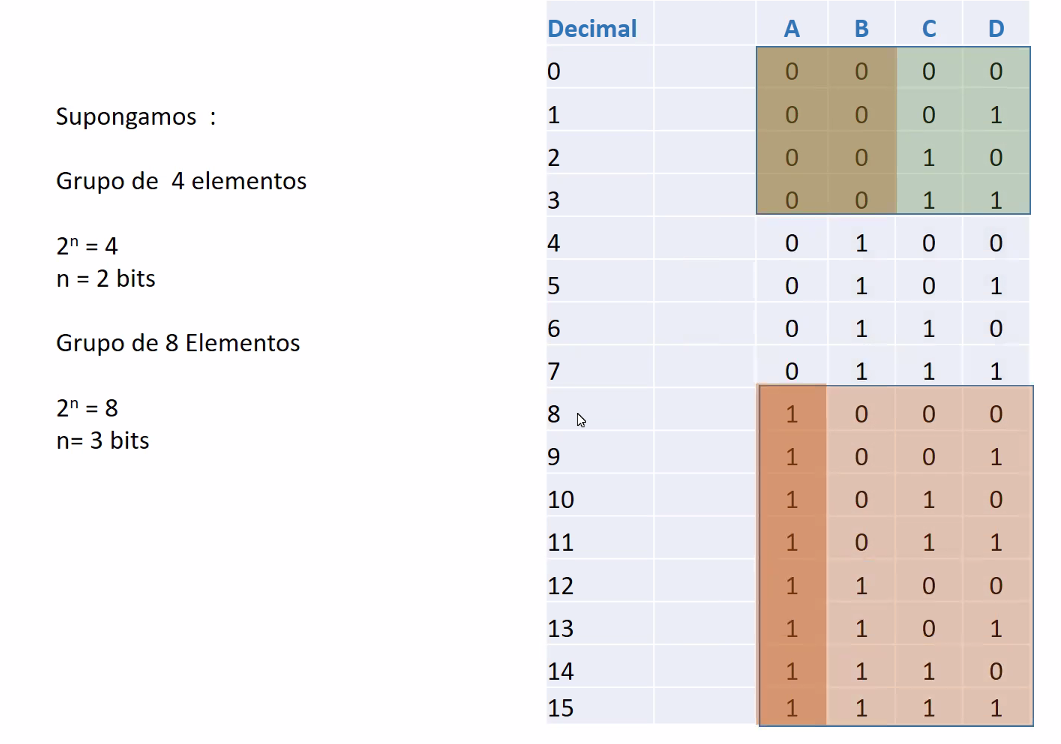 Supongamos :
Grupo de 4 elementos
2ⁿ = 4
n = 2 bits
Grupo de 8 Elementos
2ⁿ = 8
n= 3 bits
Decimal A B C D
0 0 0 0 0
1 0 0 0 1
2 0 0 1 0
3 0 0 1 1
4 0 1 0 0
5 0 1 0 1
6 0 1 1 0
7 0 1 1 1
8 1 0 0 0
9 1 0 0 1
10 1 0 1 0
11 1 0 1 1
12 1 1 0 0
13 1 1 0 1
14 1 1 1 0
15 1 1 1 1